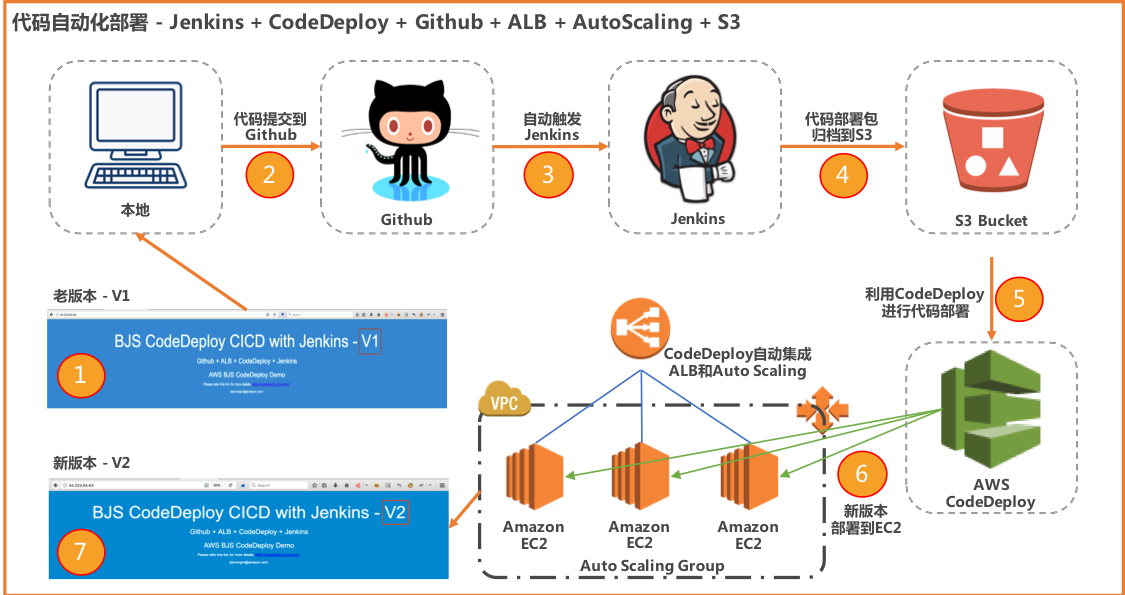 代码自动化部署 - Jenkins + CodeDeploy + Github + ALB + AutoScaling + S3
代码提交到
Github
2
自动触发
Jenkins
3
代码部署包
归档到S3
4
本地
Github
Jenkins
S3 Bucket
老版本 - V1
BJS CodeDeploy CICD with Jenkins - V1
Github + ALB + CodeDeploy + Jenkins
AWS BJS CodeDeploy Demo
1
利用CodeDeploy
进行代码部署
5
CodeDeploy自动集成
ALB和Auto Scaling
VPC
AWS
CodeDeploy
6
新版本
部署到EC2
Amazon
EC2
Amazon
EC2
Amazon
EC2
Auto Scaling Group
新版本 - V2
BJS CodeDeploy CICD with Jenkins - V2
Github + ALB + CodeDeploy + Jenkins
AWS BJS CodeDeploy Demo
7